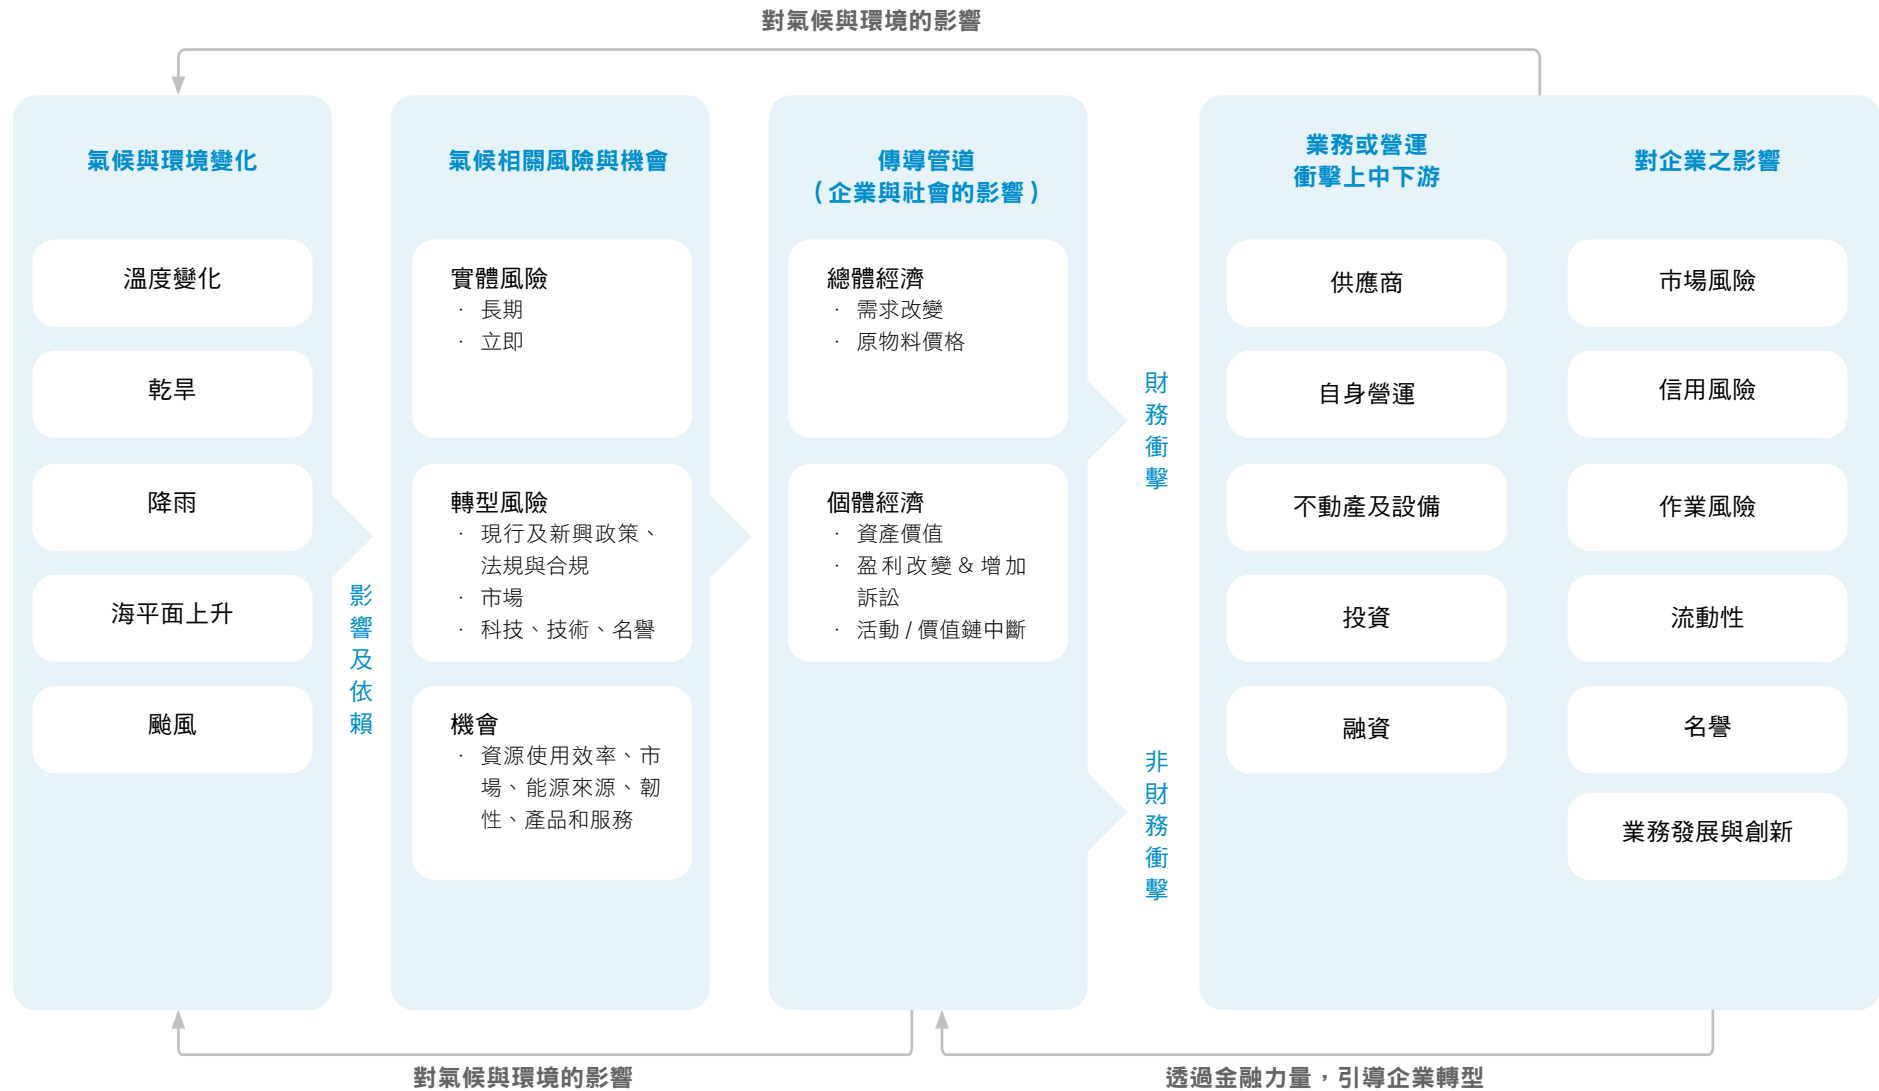 對氣候與環境的影響
氣候與環境變化
溫度變化
乾旱
降雨
海平面上升
颱風
影響及依賴
氣候相關風險與機會
實體風險
· 長期
· 立即
轉型風險
· 現行及新興政策、
法規與合規
· 市場
· 科技、技術、名譽
機會
· 資源使用效率、市
場、能源來源、韌
性、產品和服務
傳導管道
（企業與社會的影響）
總體經濟
· 需求改變
· 原物料價格
個體經濟
· 資產價值
· 盈利改變 & 增加
訴訟
· 活動 / 價值鏈中斷
財務衝擊
非財務衝擊
業務或營運
衝擊上中下游
供應商
自身營運
不動產及設備
投資
融資
對企業之影響
市場風險
信用風險
作業風險
流動性
名譽
業務發展與創新
對氣候與環境的影響
透過金融力量，引導企業轉型